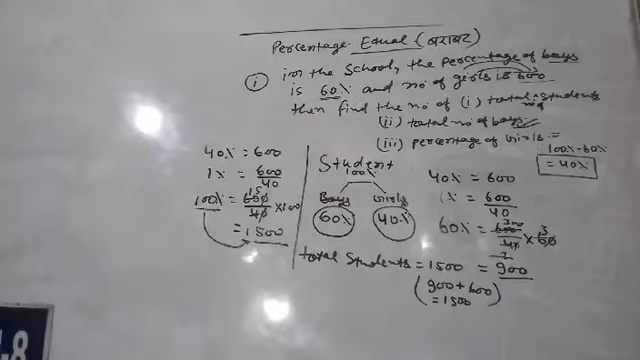 Percentage Equal (बराबर)
(i) in the school, the percentage of boys
is 60% and no of girls is 600
then find the no of (i) total no of students
(ii) total no of boys.
(iii) percentage of girls. =
100% - 60%
= 40%
40% = 600
1% = 600/40
100% = 600/40 × 100
= 1500
Student
100%
Boys Girls
60% 40%
40% = 600
1% = 600/40
60% = 600/40 × 60
= 900
total Students = 1500
(900 + 600
= 1500)
.8